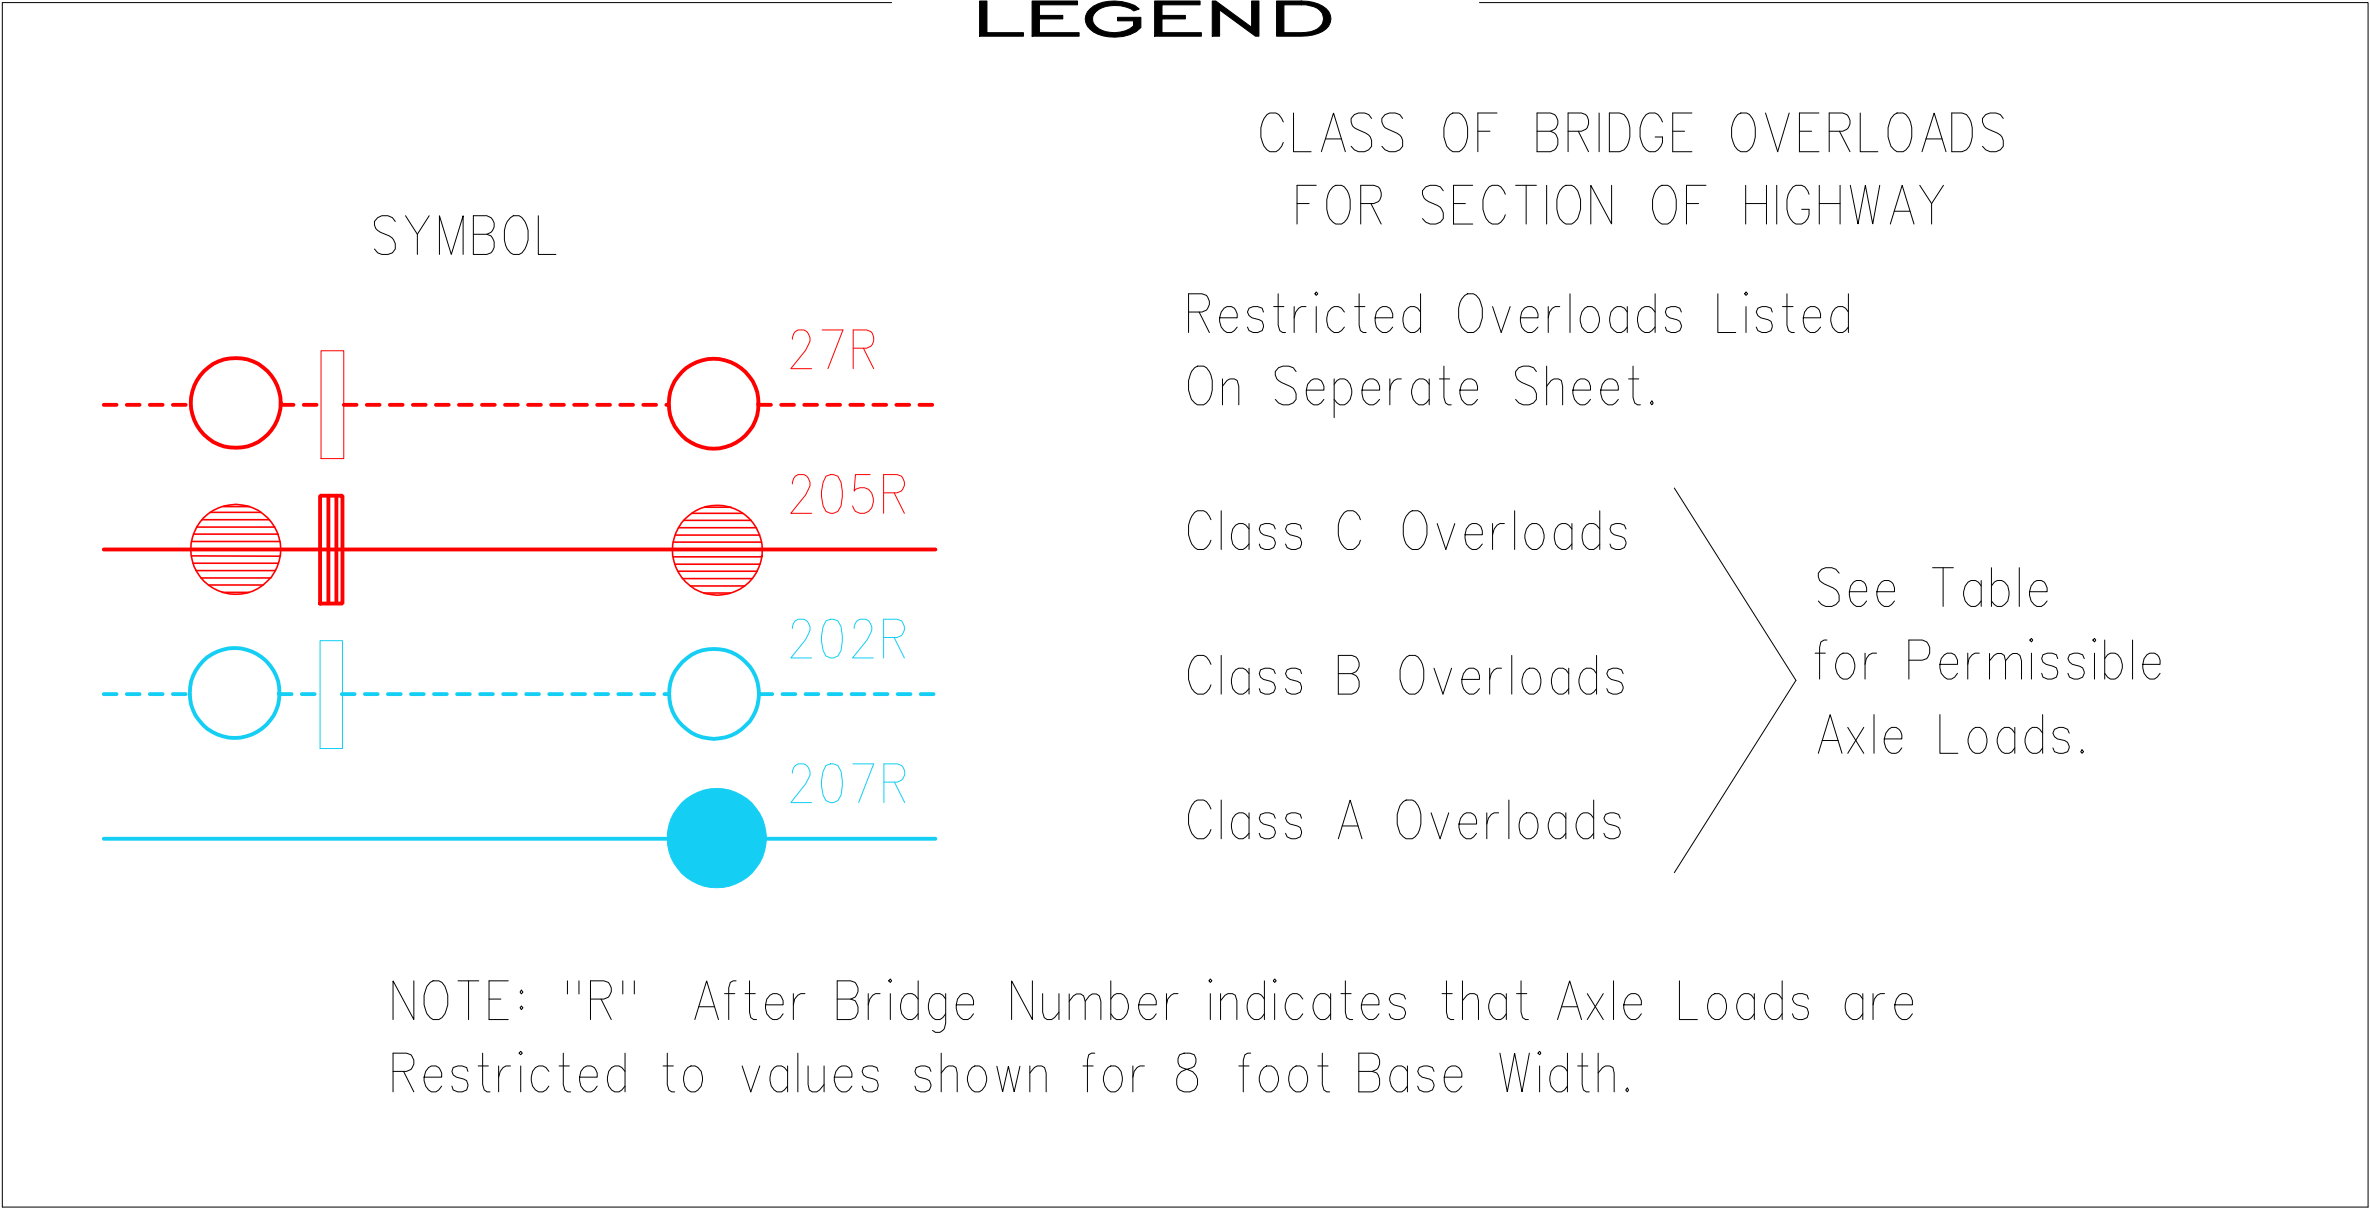 LEGEND
CLASS OF BRIDGE OVERLOADS
FOR SECTION OF HIGHWAY
SYMBOL
27R
Restricted Overloads Listed
On Seperate Sheet.
205R
Class C Overloads
202R
Class B Overloads
207R
Class A Overloads
See Table
for Permissible
Axle Loads.
NOTE: "R" After Bridge Number indicates that Axle Loads are
Restricted to values shown for 8 foot Base Width.